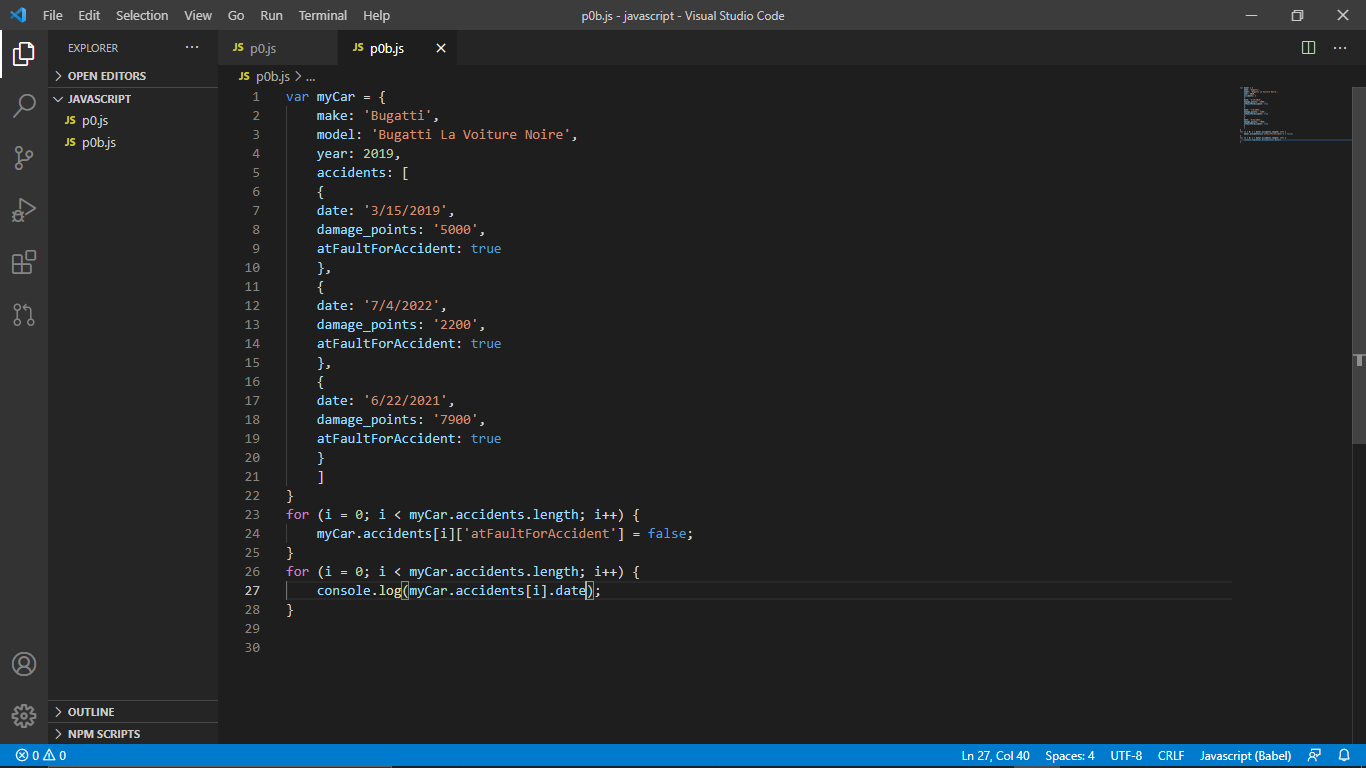 File Edit Selection View Go Run Terminal Help p0b.js - javascript - Visual Studio Code
EXPLORER ... JS p0.js JS p0b.js
OPEN EDITORS
JS p0b.js > ...
JAVASCRIPT
JS p0.js
JS p0b.js
1 var myCar = {
2 make: 'Bugatti',
3 model: 'Bugatti La Voiture Noire',
4 year: 2019,
5 accidents: [
6 {
7 date: '3/15/2019',
8 damage_points: '5000',
9 atFaultForAccident: true
10 },
11 {
12 date: '7/4/2022',
13 damage_points: '2200',
14 atFaultForAccident: true
15 },
16 {
17 date: '6/22/2021',
18 damage_points: '7900',
19 atFaultForAccident: true
20 }
21 ]
22 }
23 for (i = 0; i < myCar.accidents.length; i++) {
24 myCar.accidents[i]['atFaultForAccident'] = false;
25 }
26 for (i = 0; i < myCar.accidents.length; i++) {
27 console.log(myCar.accidents[i].date);
28 }
29
30
OUTLINE
NPM SCRIPTS
0 0 Ln 27, Col 40 Spaces: 4 UTF-8 CRLF Javascript (Babel)